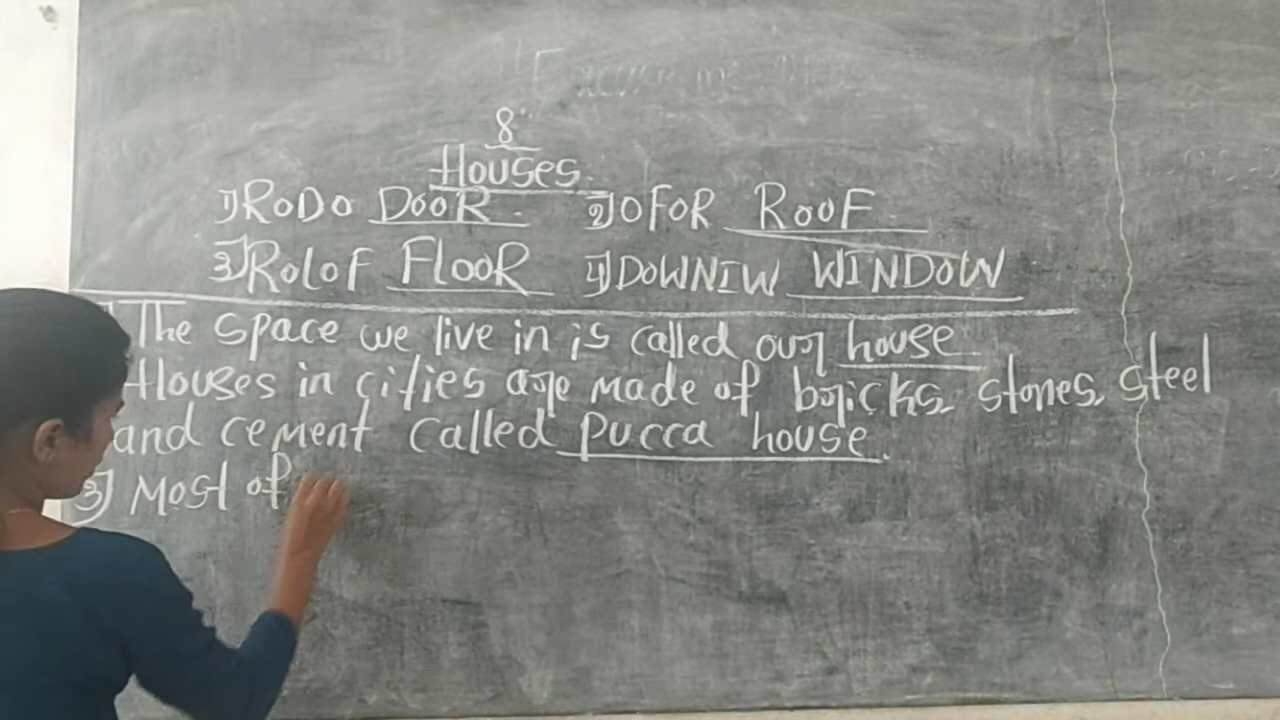 Excuse me
8
Houses.
1) RODO DOOR. 2) OFOR ROOF
3) ROLOF FLOOR 4) DOWNIW WINDOW
The space we live in is called our house.
Houses in cities are made of bricks, stones, steel
and cement called pucca house.
3) Most of